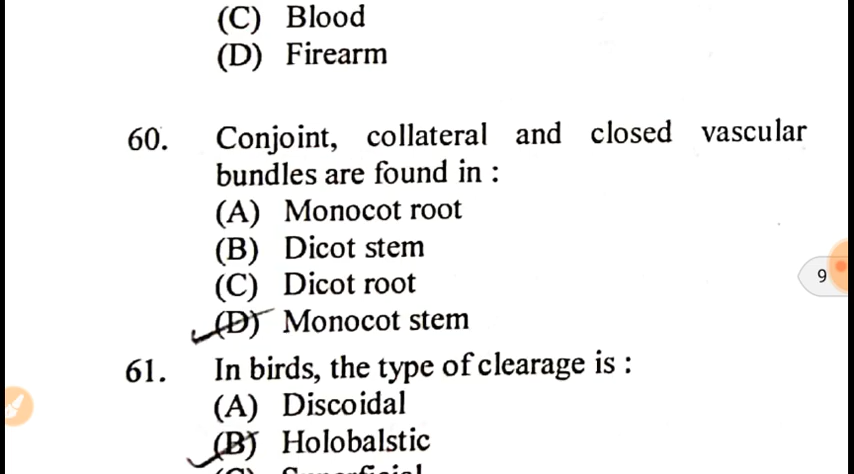 (C) Blood
(D) Firearm
60. Conjoint, collateral and closed vascular
bundles are found in :
(A) Monocot root
(B) Dicot stem
(C) Dicot root
(D) Monocot stem
9
61. In birds, the type of clearage is :
(A) Discoidal
(B) Holobalstic
(C) Superficial